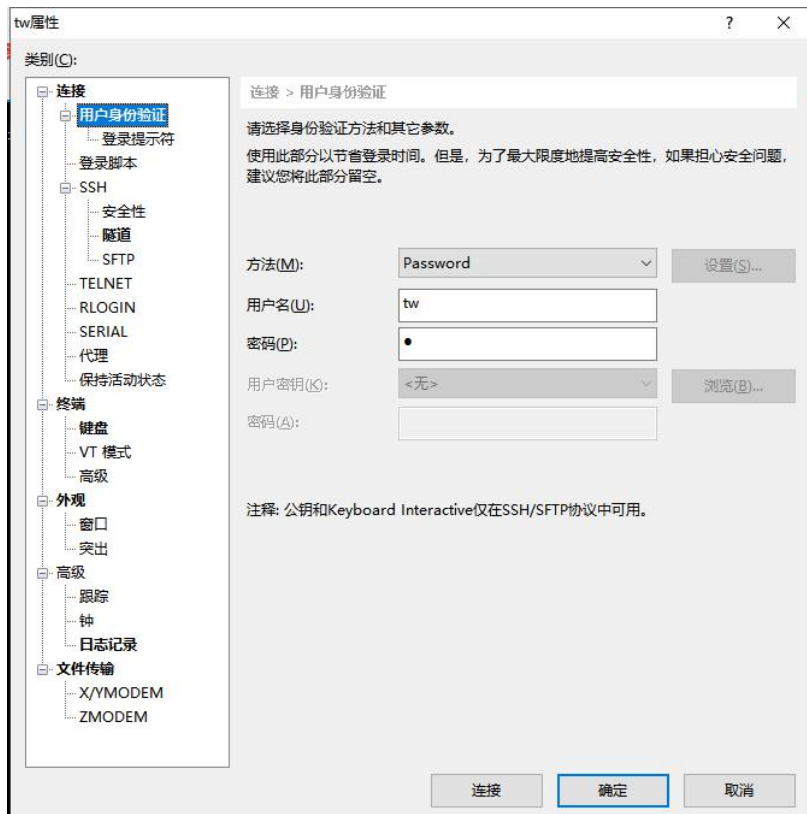 tw属性
?
×
类别(C):
连接
用户身份验证
登录提示符
登录脚本
SSH
安全性
隧道
SFTP
TELNET
RLOGIN
SERIAL
代理
保持活动状态
终端
键盘
VT 模式
高级
外观
窗口
突出
高级
跟踪
钟
日志记录
文件传输
X/YMODEM
ZMODEM
连接 > 用户身份验证
请选择身份验证方法和其它参数。
使用此部分以节省登录时间。但是，为了最大限度地提高安全性，如果担心安全问题，
建议您将此部分留空。
方法(M): Password 设置(S)...
用户名(U): tw
密码(P): ●
用户密钥(K): <无> 浏览(B)...
密码(A):
注释: 公钥和Keyboard Interactive仅在SSH/SFTP协议中可用。
连接 确定 取消